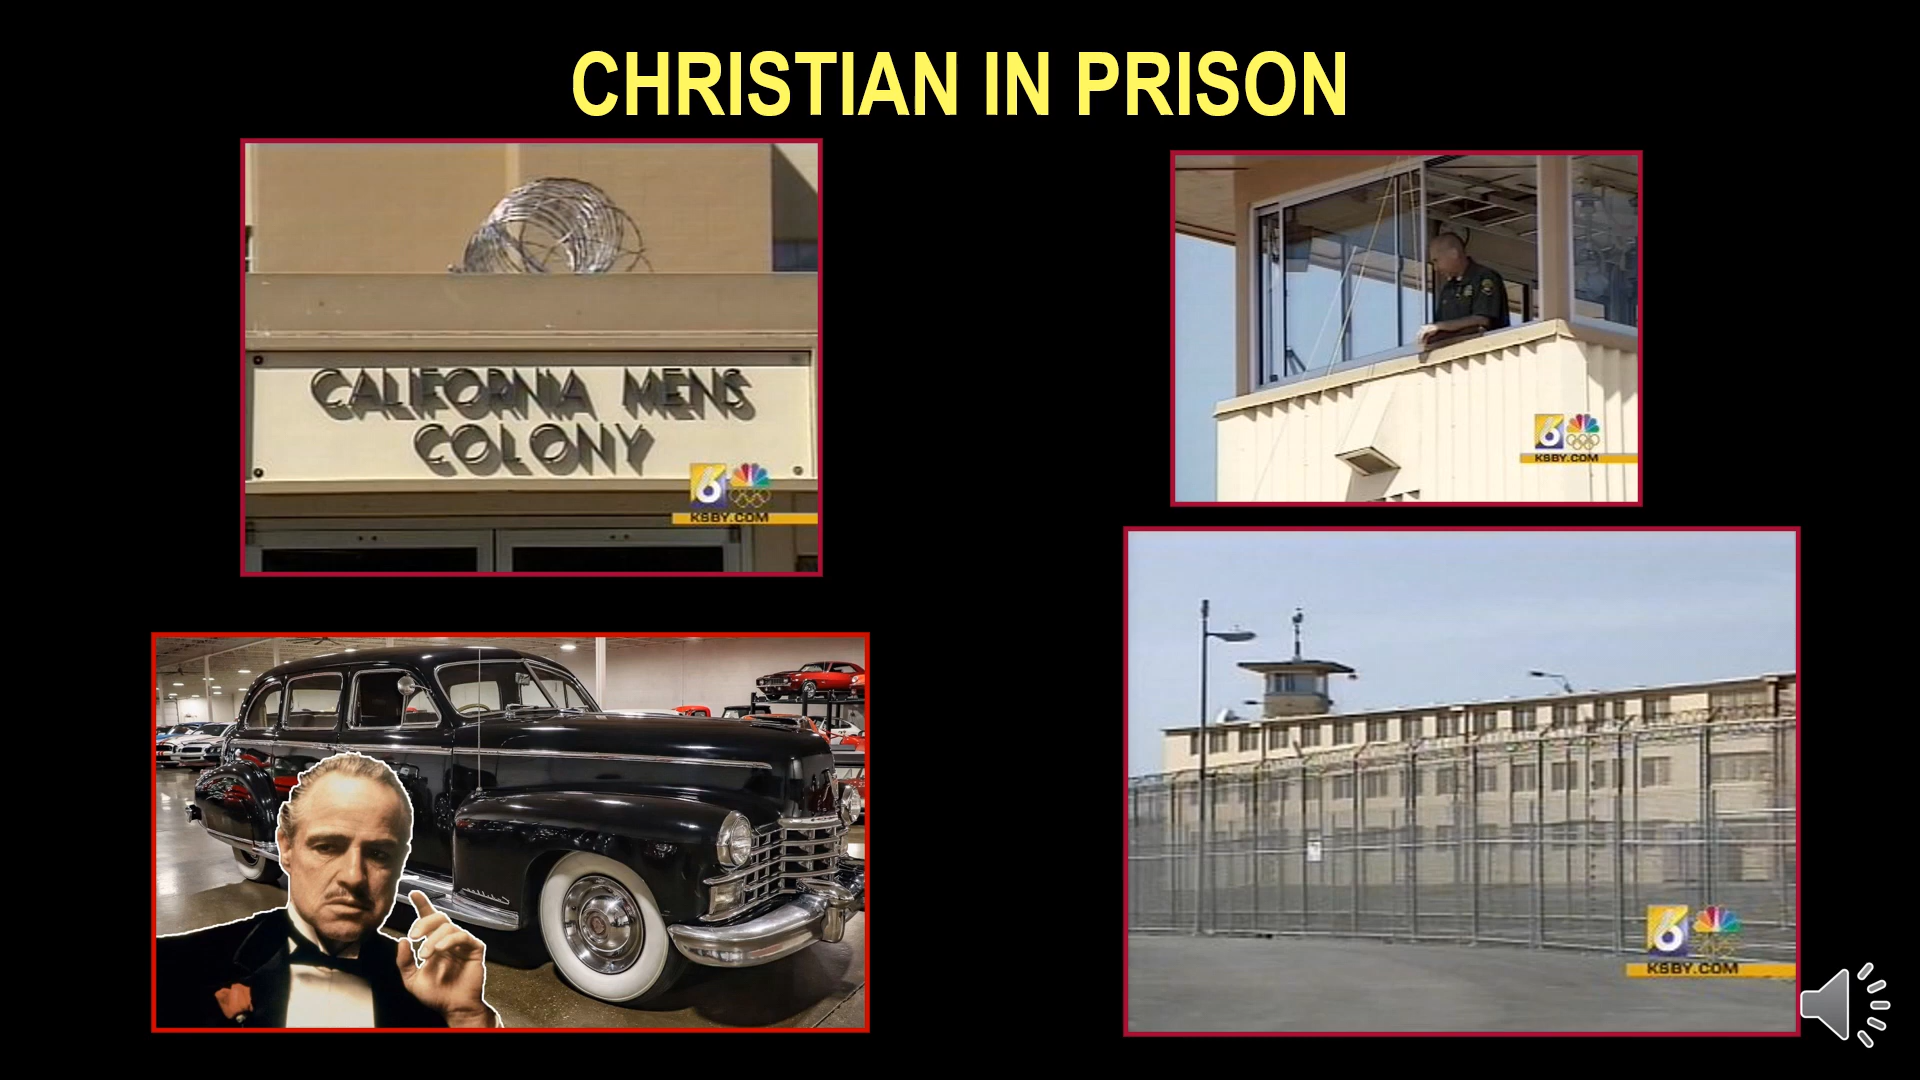 CHRISTIAN IN PRISON
CALIFORNIA MENS
COLONY
6
KSBY.COM
6
KSBY.COM
6
KSBY.COM